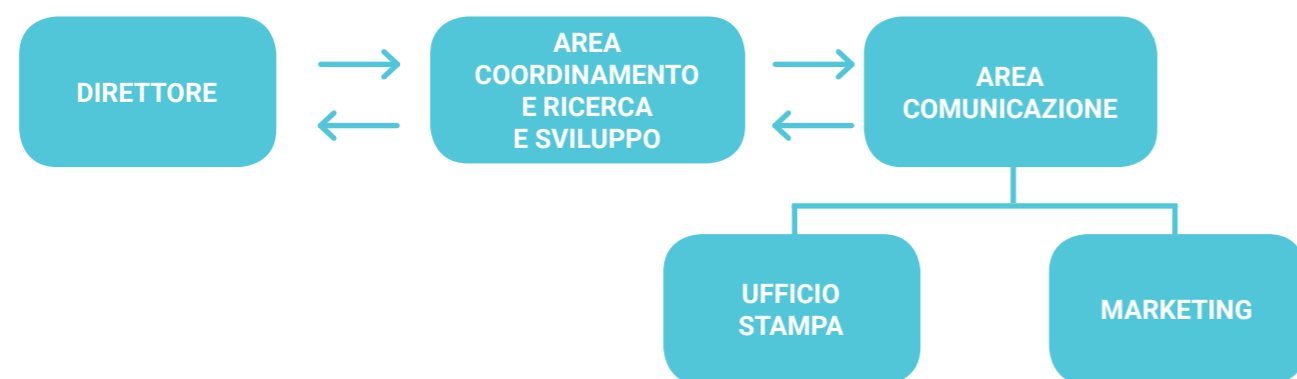 DIRETTORE
AREA
COORDINAMENTO
E RICERCA
E SVILUPPO
AREA
COMUNICAZIONE
UFFICIO
STAMPA
MARKETING